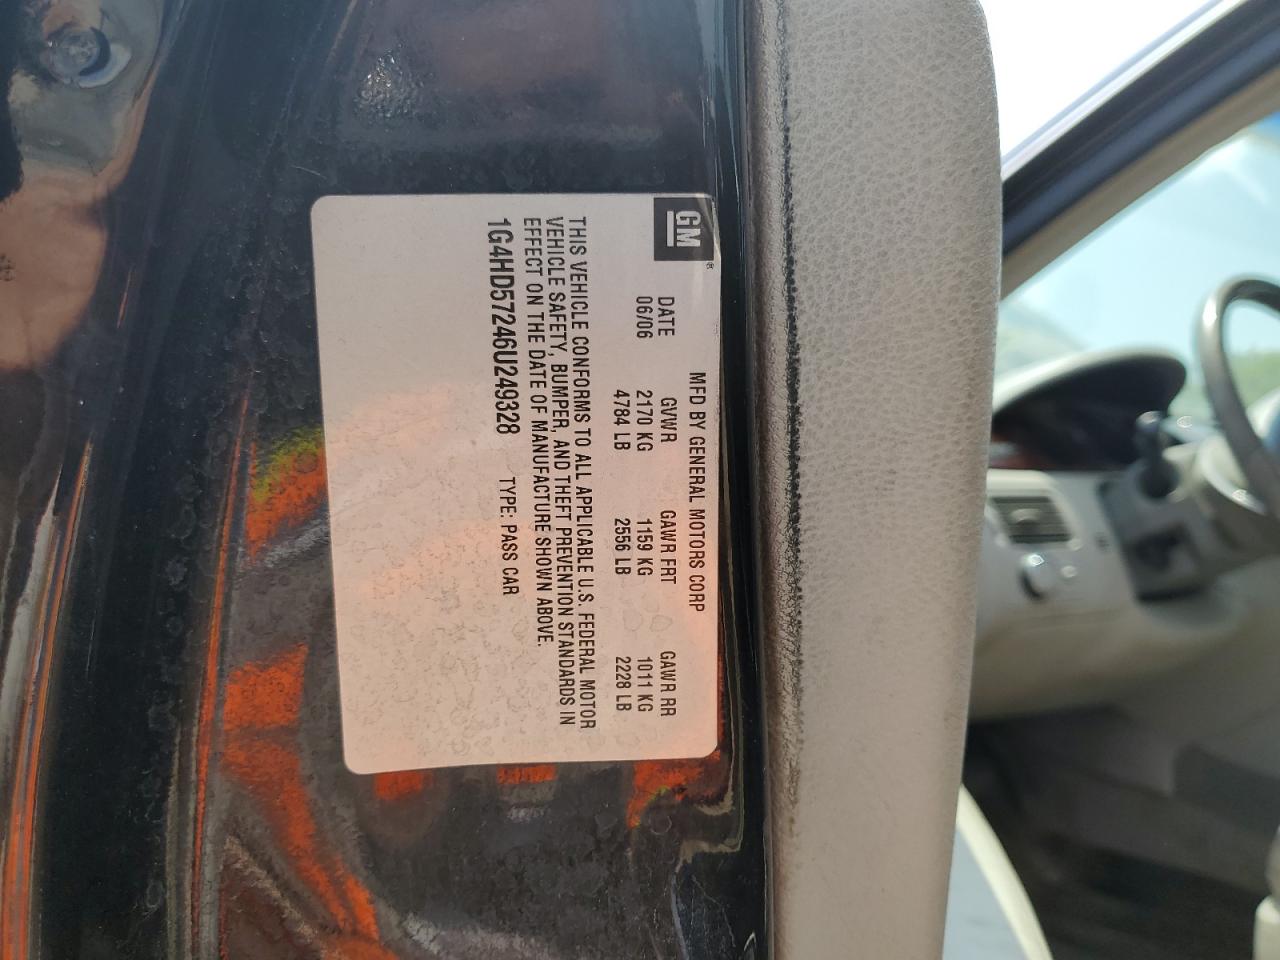 GM
MFD BY GENERAL MOTORS CORP
DATE GVWR GAWR FRT GAWR RR
06/06 2170 KG 1159 KG 1011 KG
4784 LB 2556 LB 2228 LB
THIS VEHICLE CONFORMS TO ALL APPLICABLE U.S. FEDERAL MOTOR
VEHICLE SAFETY, BUMPER, AND THEFT PREVENTION STANDARDS IN
EFFECT ON THE DATE OF MANUFACTURE SHOWN ABOVE.
1G4HD57246U249328 TYPE: PASS CAR